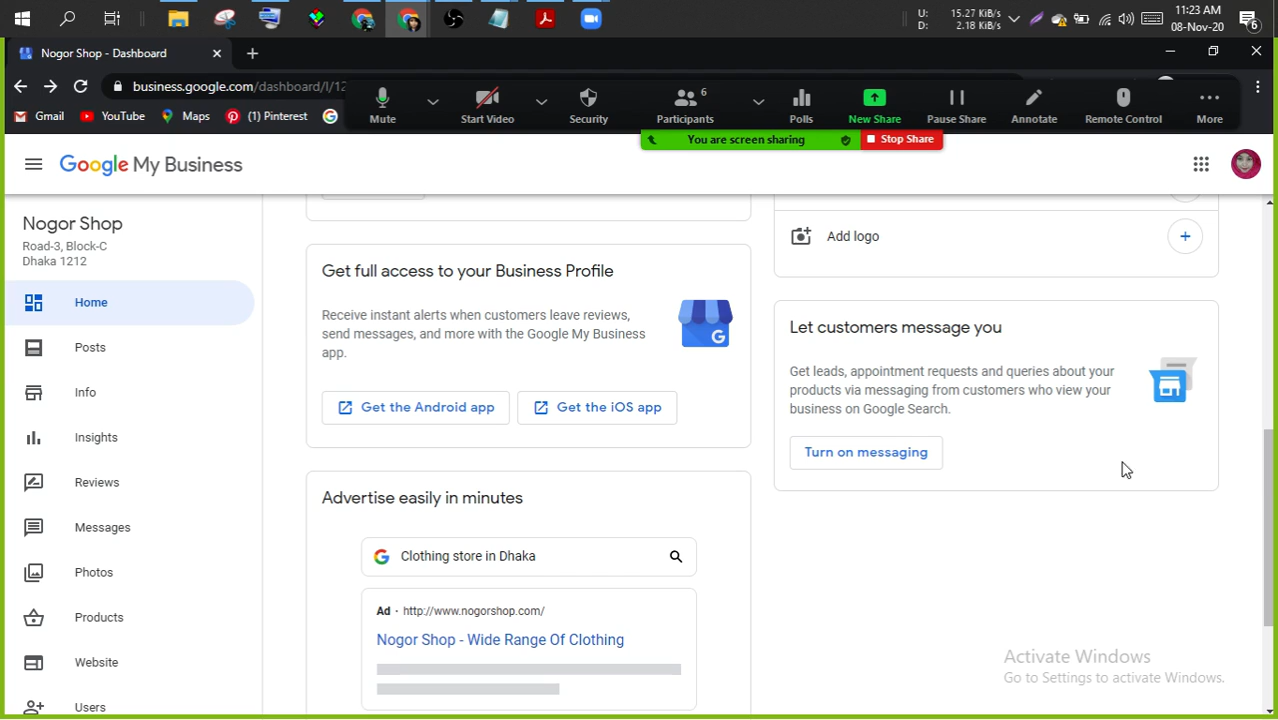 U: 15.27 KiB/s
D: 2.18 KiB/s
11:23 AM
08-Nov-20
6
Nogor Shop - Dashboard
business.google.com/dashboard/l/12
Gmail
YouTube
Maps
(1) Pinterest
Mute
Start Video
Security
Participants
6
Polls
New Share
Pause Share
Annotate
Remote Control
More
You are screen sharing
Stop Share
Google My Business
Nogor Shop
Road-3, Block-C
Dhaka 1212
Home
Posts
Info
Insights
Reviews
Messages
Photos
Products
Website
Users
Get full access to your Business Profile
Receive instant alerts when customers leave reviews,
send messages, and more with the Google My Business
app.
Get the Android app
Get the iOS app
Advertise easily in minutes
Clothing store in Dhaka
Ad · http://www.nogorshop.com/
Nogor Shop - Wide Range Of Clothing
Add logo
Let customers message you
Get leads, appointment requests and queries about your
products via messaging from customers who view your
business on Google Search.
Turn on messaging
Activate Windows
Go to Settings to activate Windows.